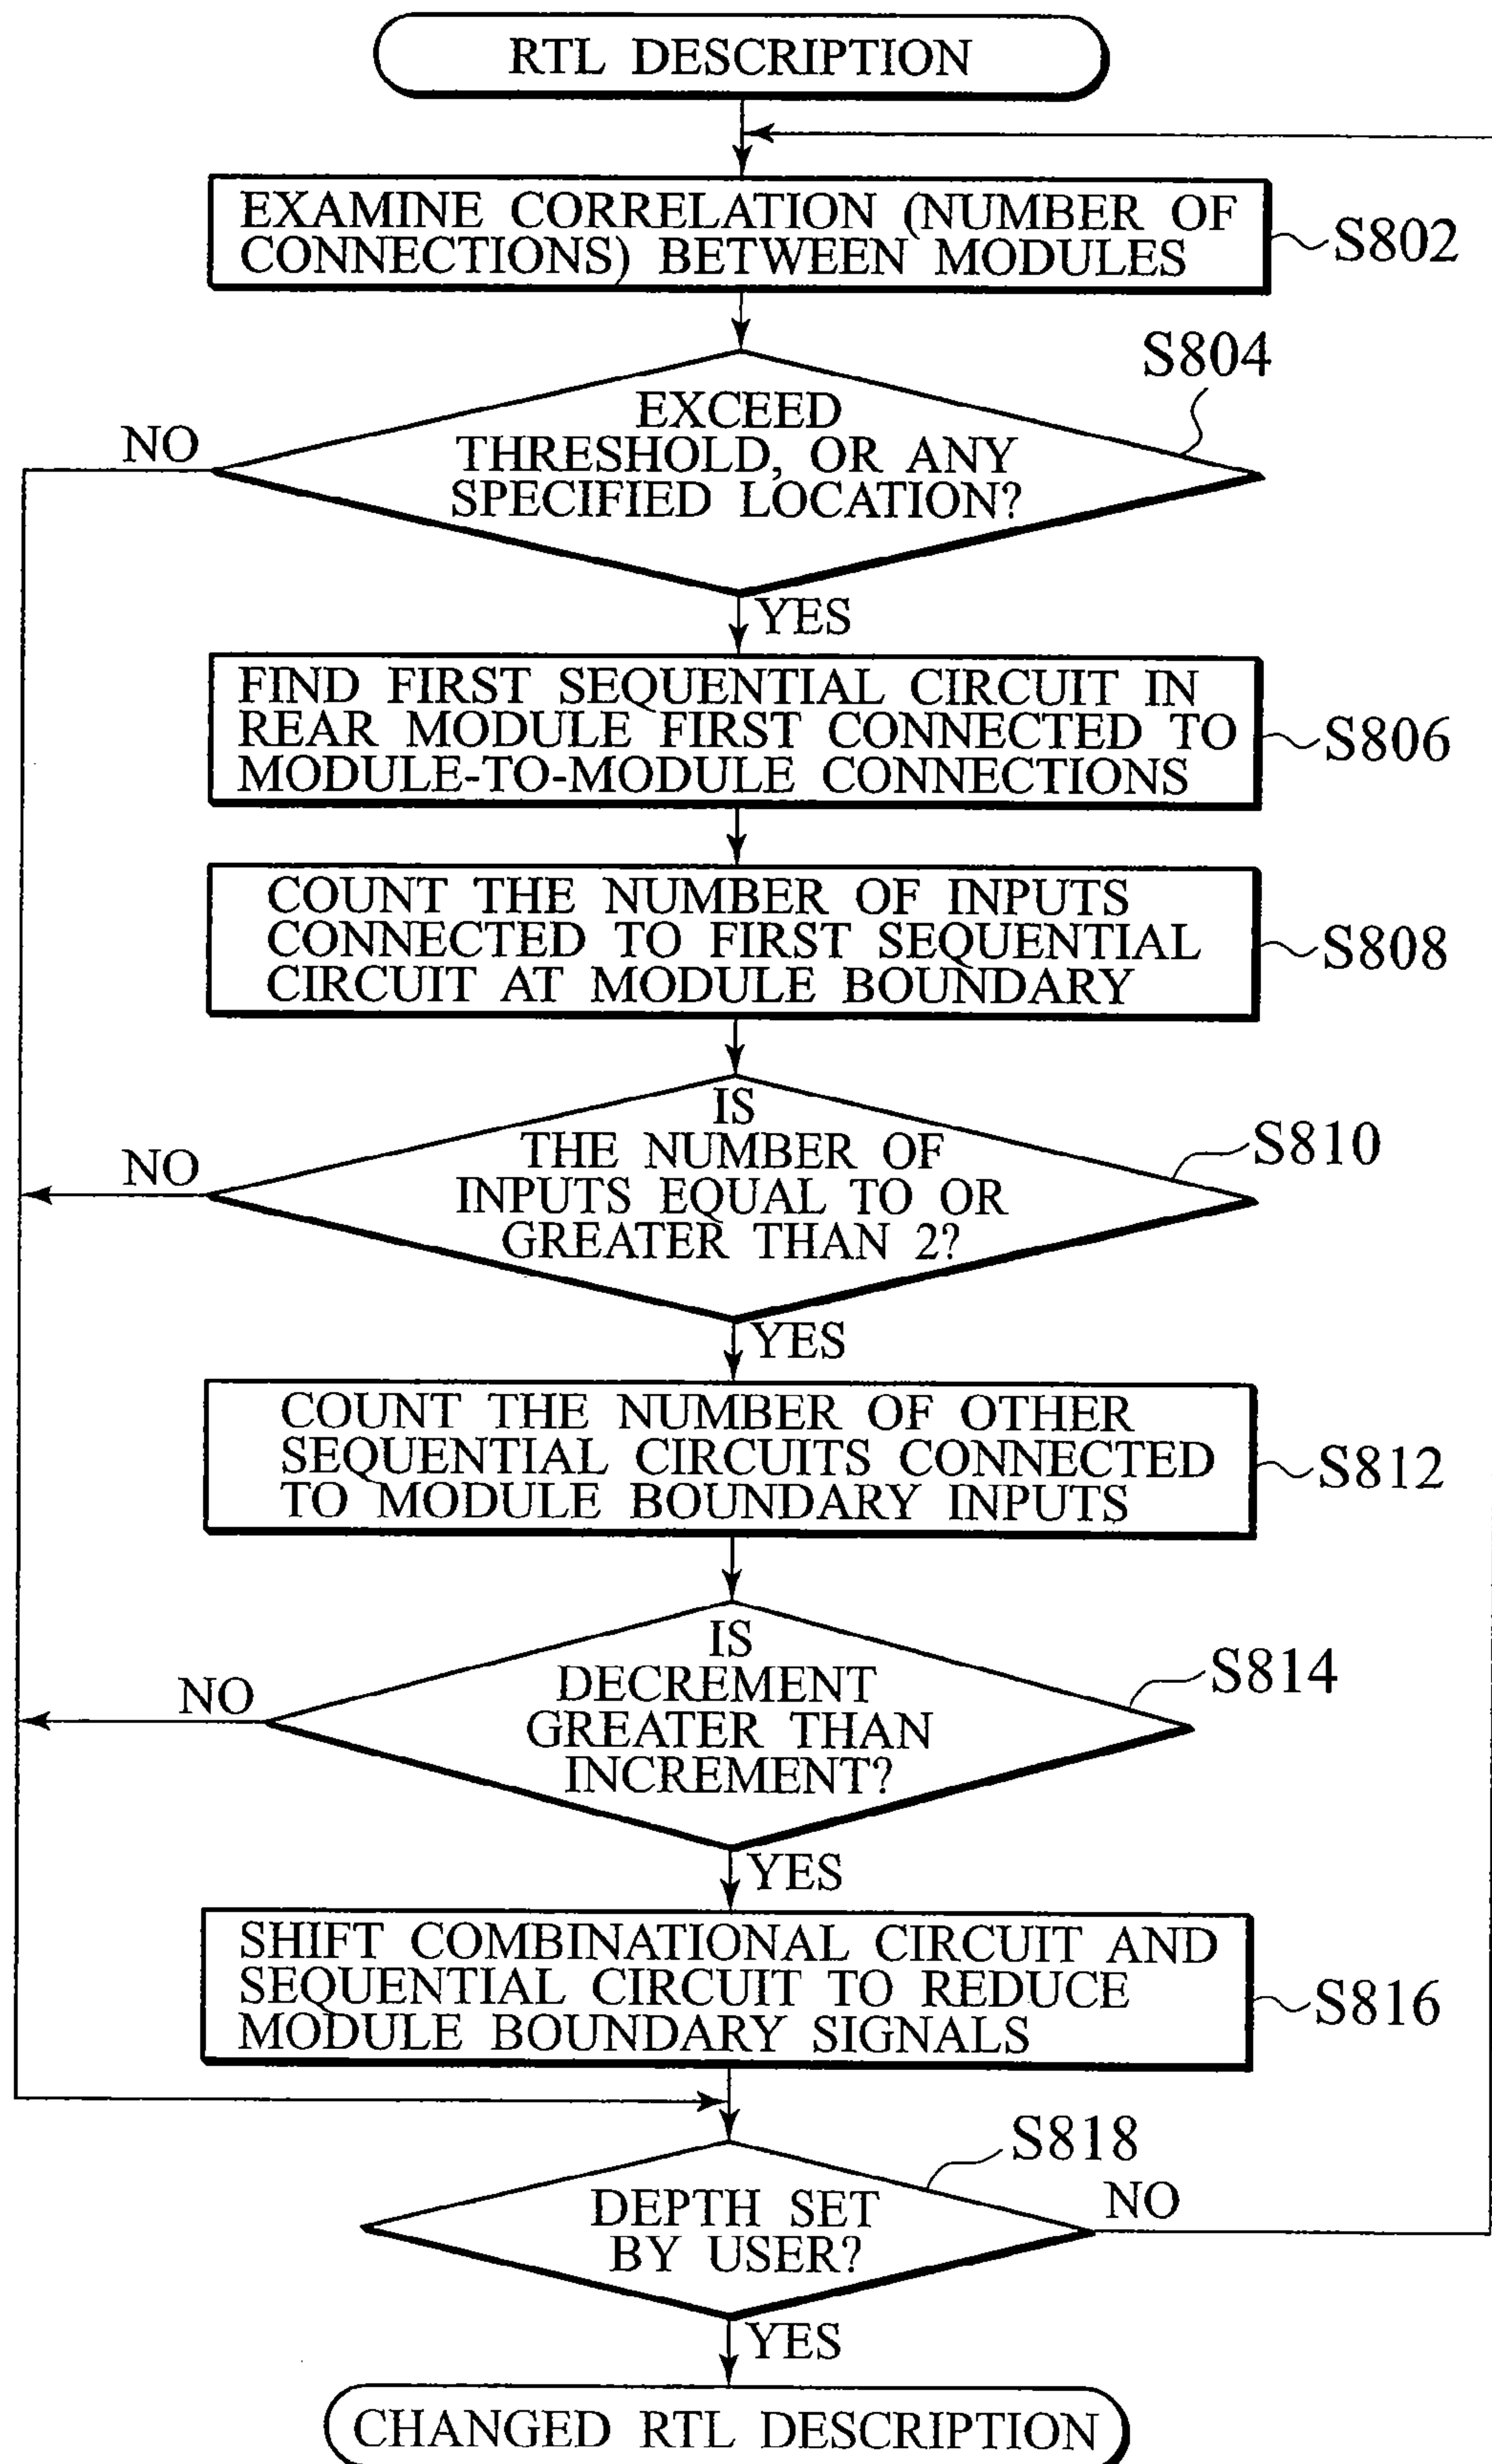 RTL DESCRIPTION
EXAMINE CORRELATION (NUMBER OF
CONNECTIONS) BETWEEN MODULES
S802
S804
EXCEED
THRESHOLD, OR ANY
SPECIFIED LOCATION?
NO
YES
FIND FIRST SEQUENTIAL CIRCUIT IN
REAR MODULE FIRST CONNECTED TO
MODULE-TO-MODULE CONNECTIONS
S806
COUNT THE NUMBER OF INPUTS
CONNECTED TO FIRST SEQUENTIAL
CIRCUIT AT MODULE BOUNDARY
S808
IS
THE NUMBER OF
INPUTS EQUAL TO OR
GREATER THAN 2?
S810
NO
YES
COUNT THE NUMBER OF OTHER
SEQUENTIAL CIRCUITS CONNECTED
TO MODULE BOUNDARY INPUTS
S812
IS
DECREMENT
GREATER THAN
INCREMENT?
S814
NO
YES
SHIFT COMBINATIONAL CIRCUIT AND
SEQUENTIAL CIRCUIT TO REDUCE
MODULE BOUNDARY SIGNALS
S816
S818
DEPTH SET
BY USER?
NO
YES
CHANGED RTL DESCRIPTION